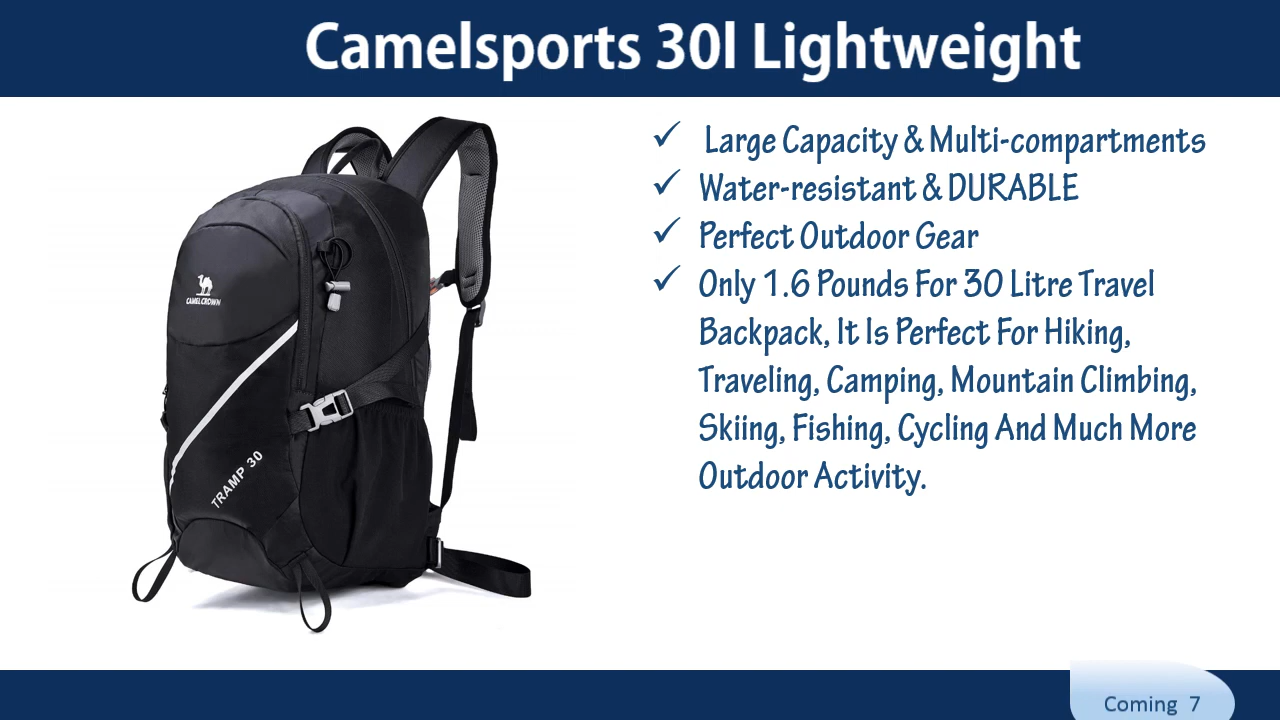 Camelsports 30l Lightweight
Large Capacity & Multi-compartments
Water-resistant & DURABLE
Perfect Outdoor Gear
Only 1.6 Pounds For 30 Litre Travel
Backpack, It Is Perfect For Hiking,
Traveling, Camping, Mountain Climbing,
Skiing, Fishing, Cycling And Much More
Outdoor Activity.
CAMEL CROWN
TRAMP 30
Coming 7